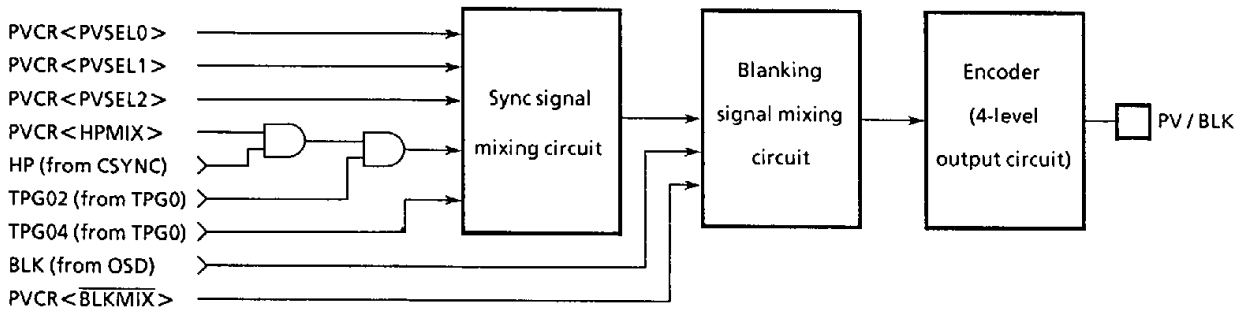 PVCR<PVSEL0>
PVCR<PVSEL1>
PVCR<PVSEL2>
PVCR<HPMIX>
HP (from CSYNC)
TPG02 (from TPG0)
TPG04 (from TPG0)
BLK (from OSD)
PVCR<BLKMIX>
Sync signal
mixing circuit
Blanking
signal mixing
circuit
Encoder
(4-level
output circuit)
PV / BLK